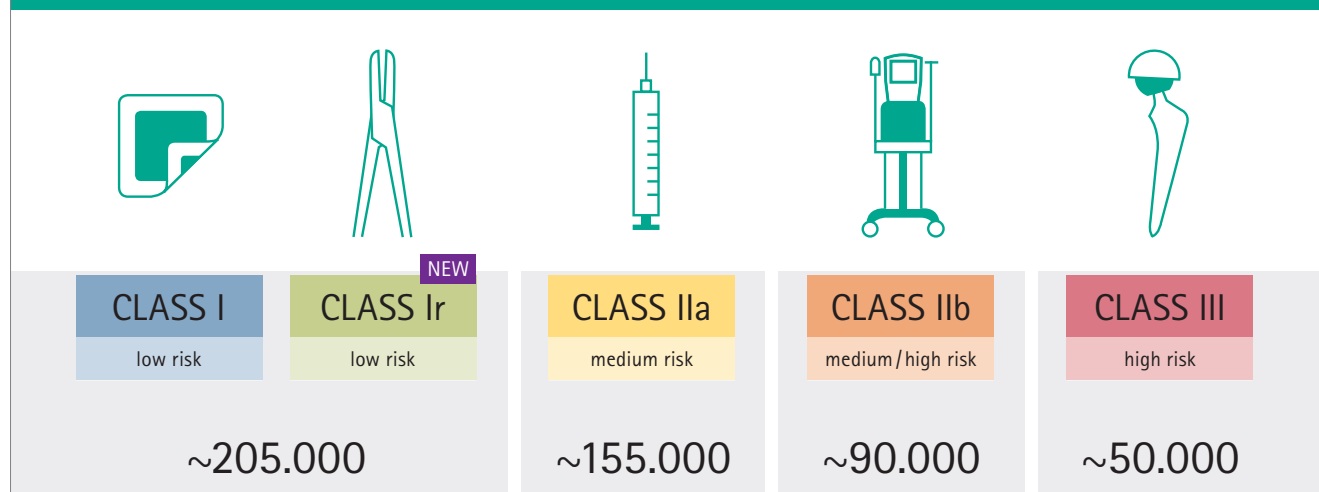 NEW
CLASS I
CLASS Ir
CLASS IIa
CLASS IIb
CLASS III
low risk
low risk
medium risk
medium / high risk
high risk
~205.000
~155.000
~90.000
~50.000